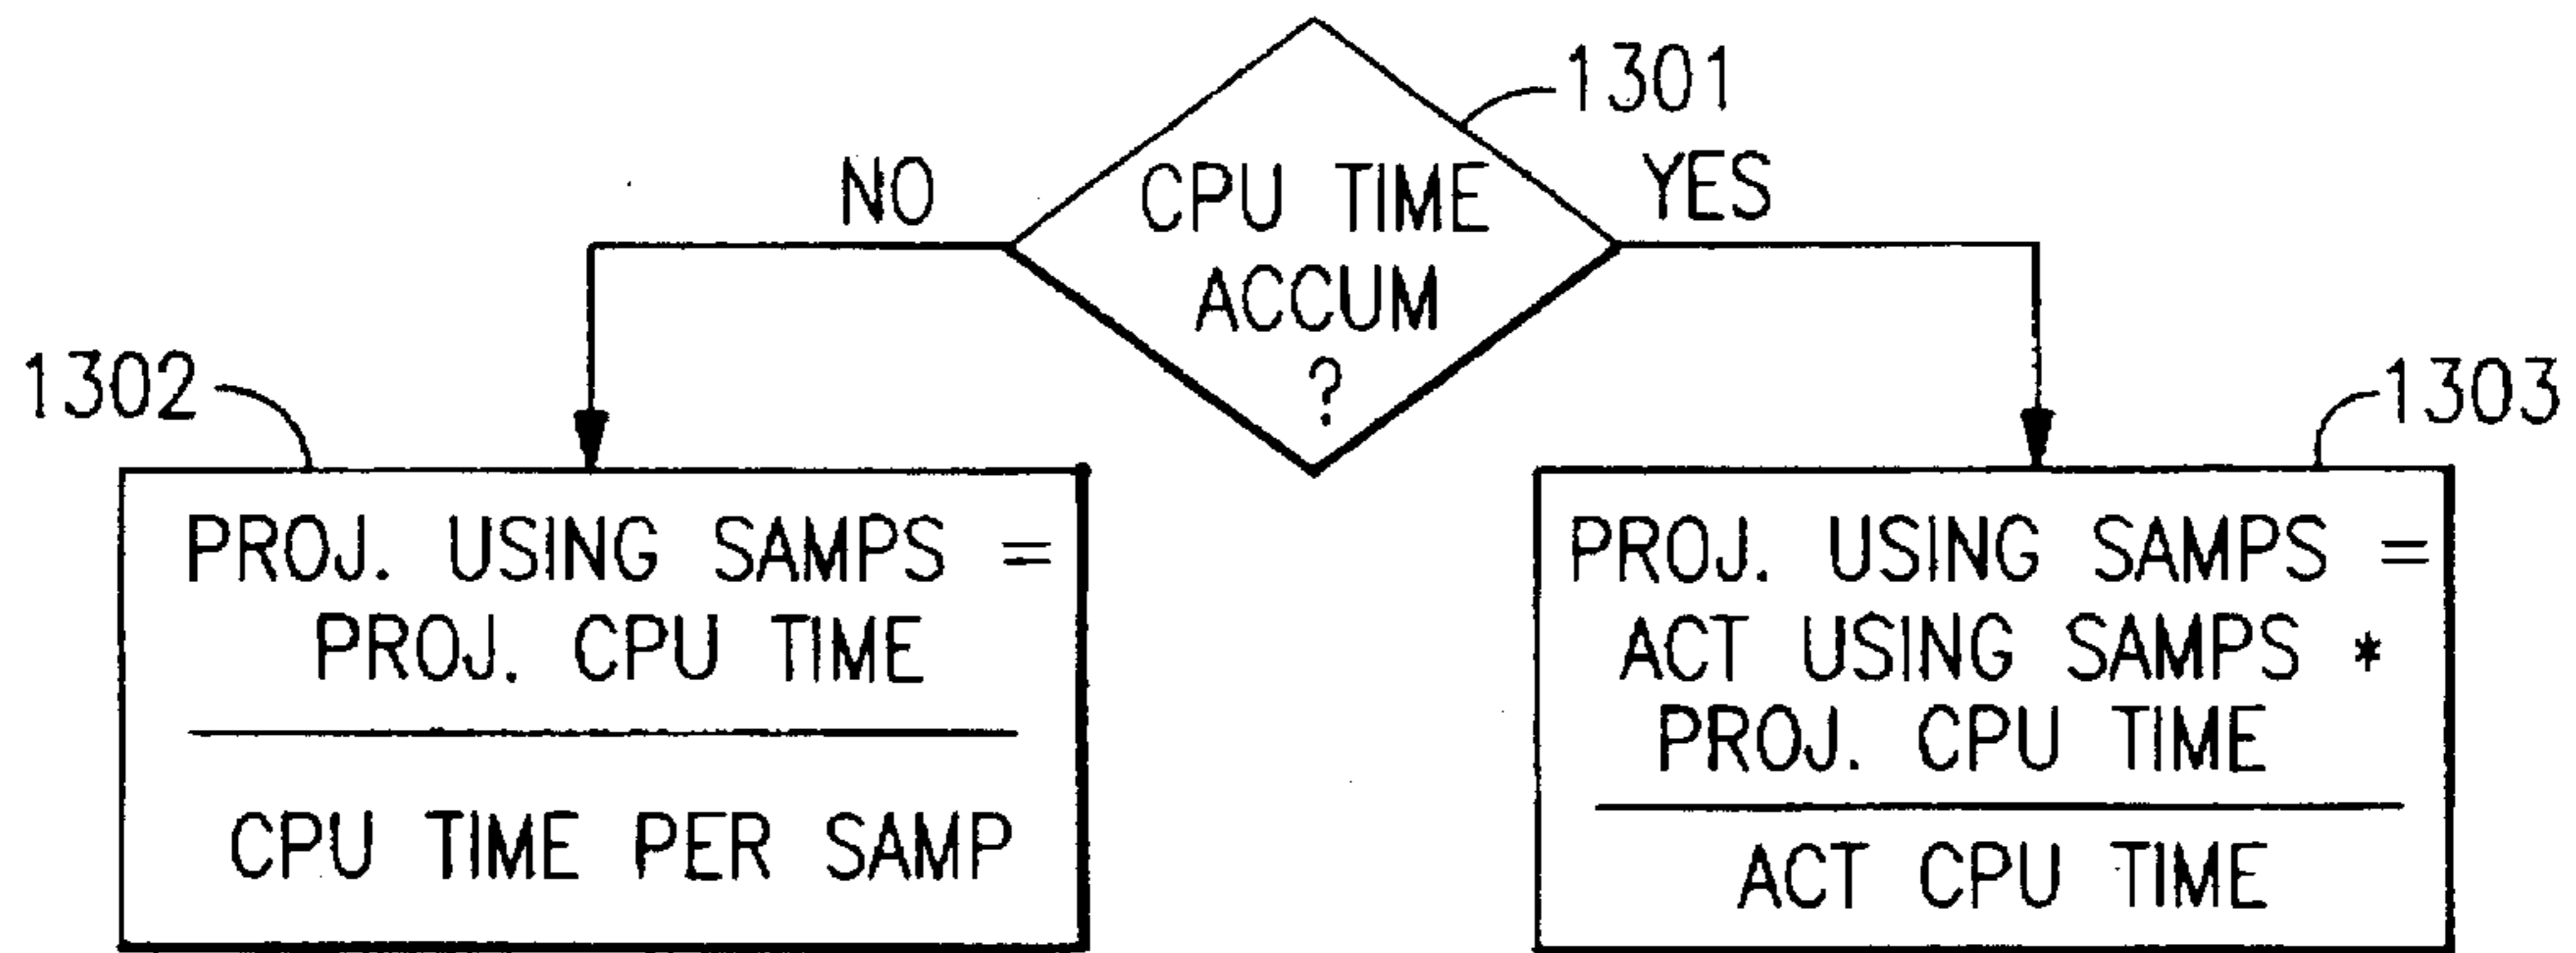 1301
NO
YES
CPU TIME
ACCUM
?
1302
1303
PROJ. USING SAMPS =
PROJ. CPU TIME
CPU TIME PER SAMP
PROJ. USING SAMPS =
ACT USING SAMPS *
PROJ. CPU TIME
ACT CPU TIME